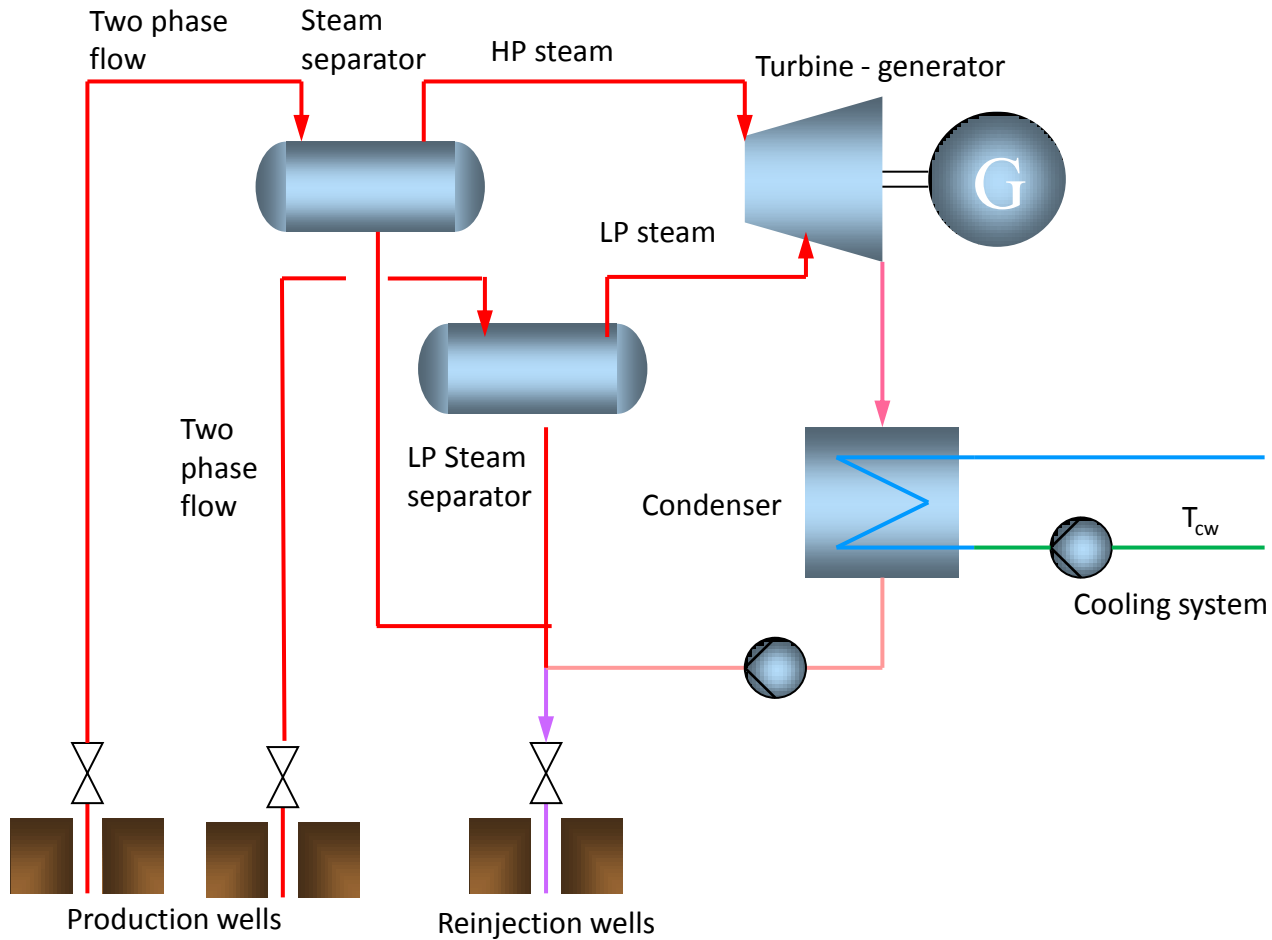 Two phase
flow
Steam
separator
HP steam
Turbine - generator
G
LP steam
Two
phase
flow
LP Steam
separator
Condenser
Tcw
Cooling system
Production wells
Reinjection wells